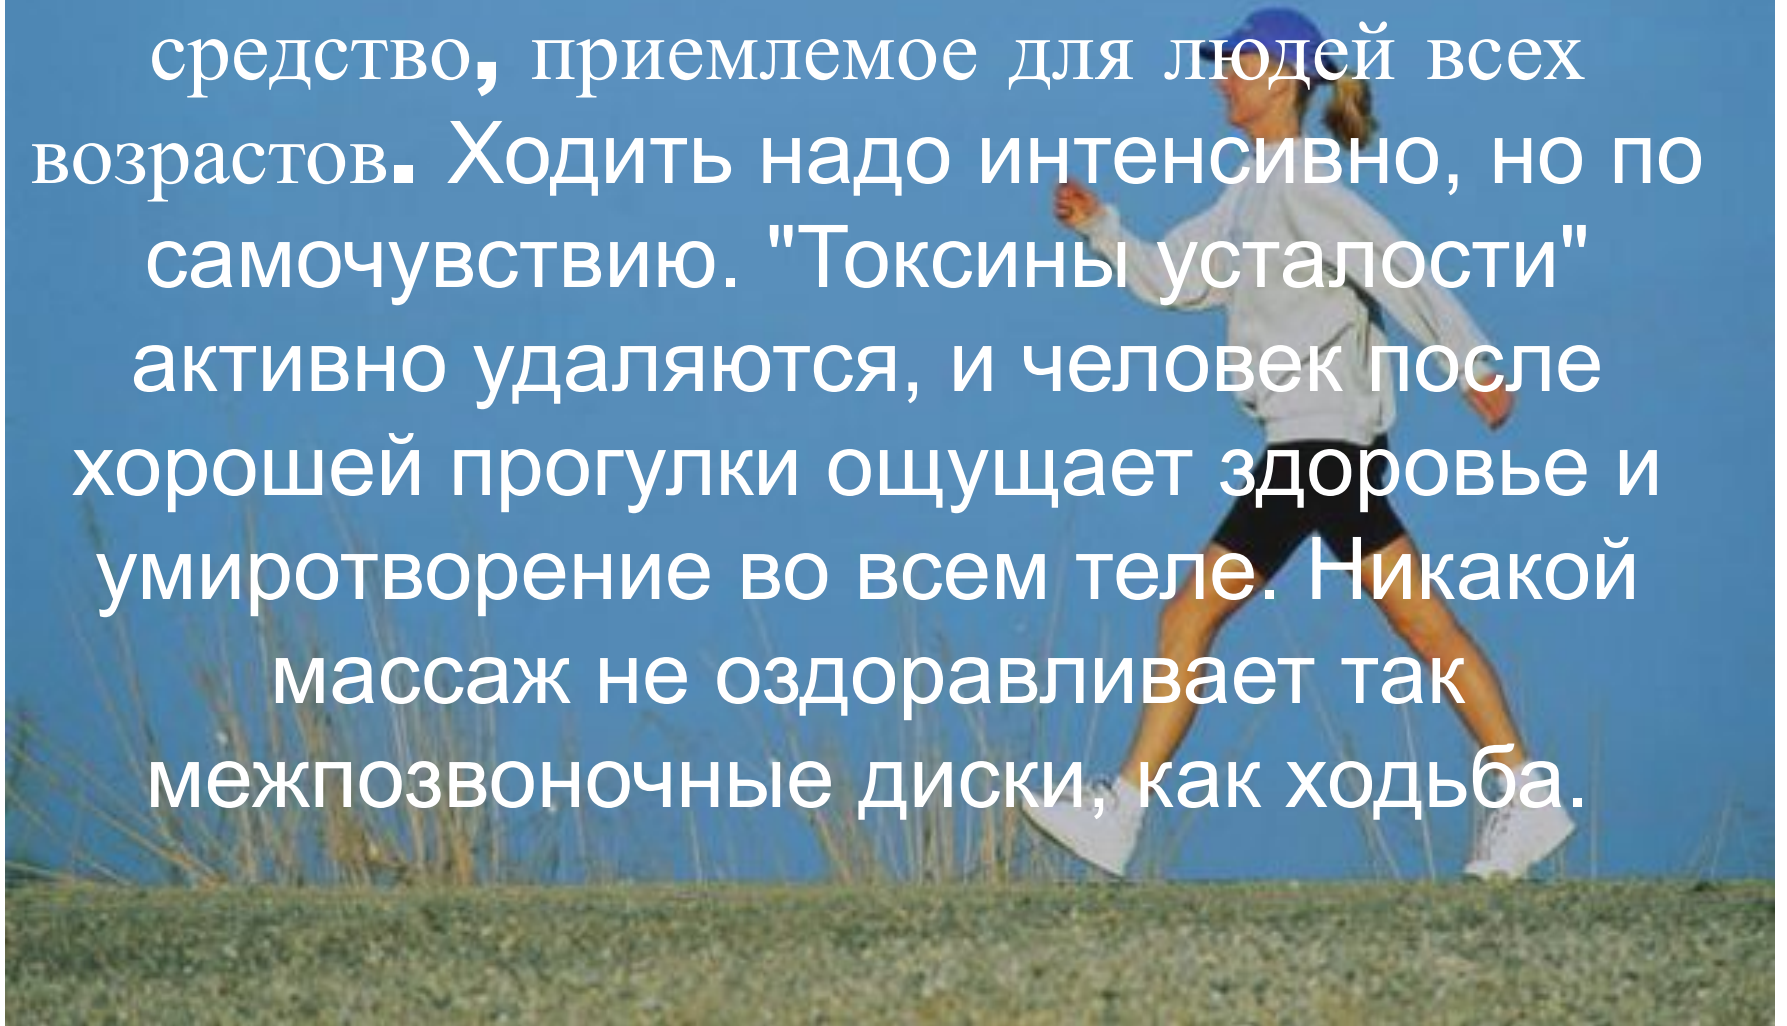 средство, приемлемое для людей всех
возрастов. Ходить надо интенсивно, но по
самочувствию. "Токсины усталости"
активно удаляются, и человек после
хорошей прогулки ощущает здоровье и
умиротворение во всем теле. Никакой
массаж не оздоравливает так
межпозвоночные диски, как ходьба.